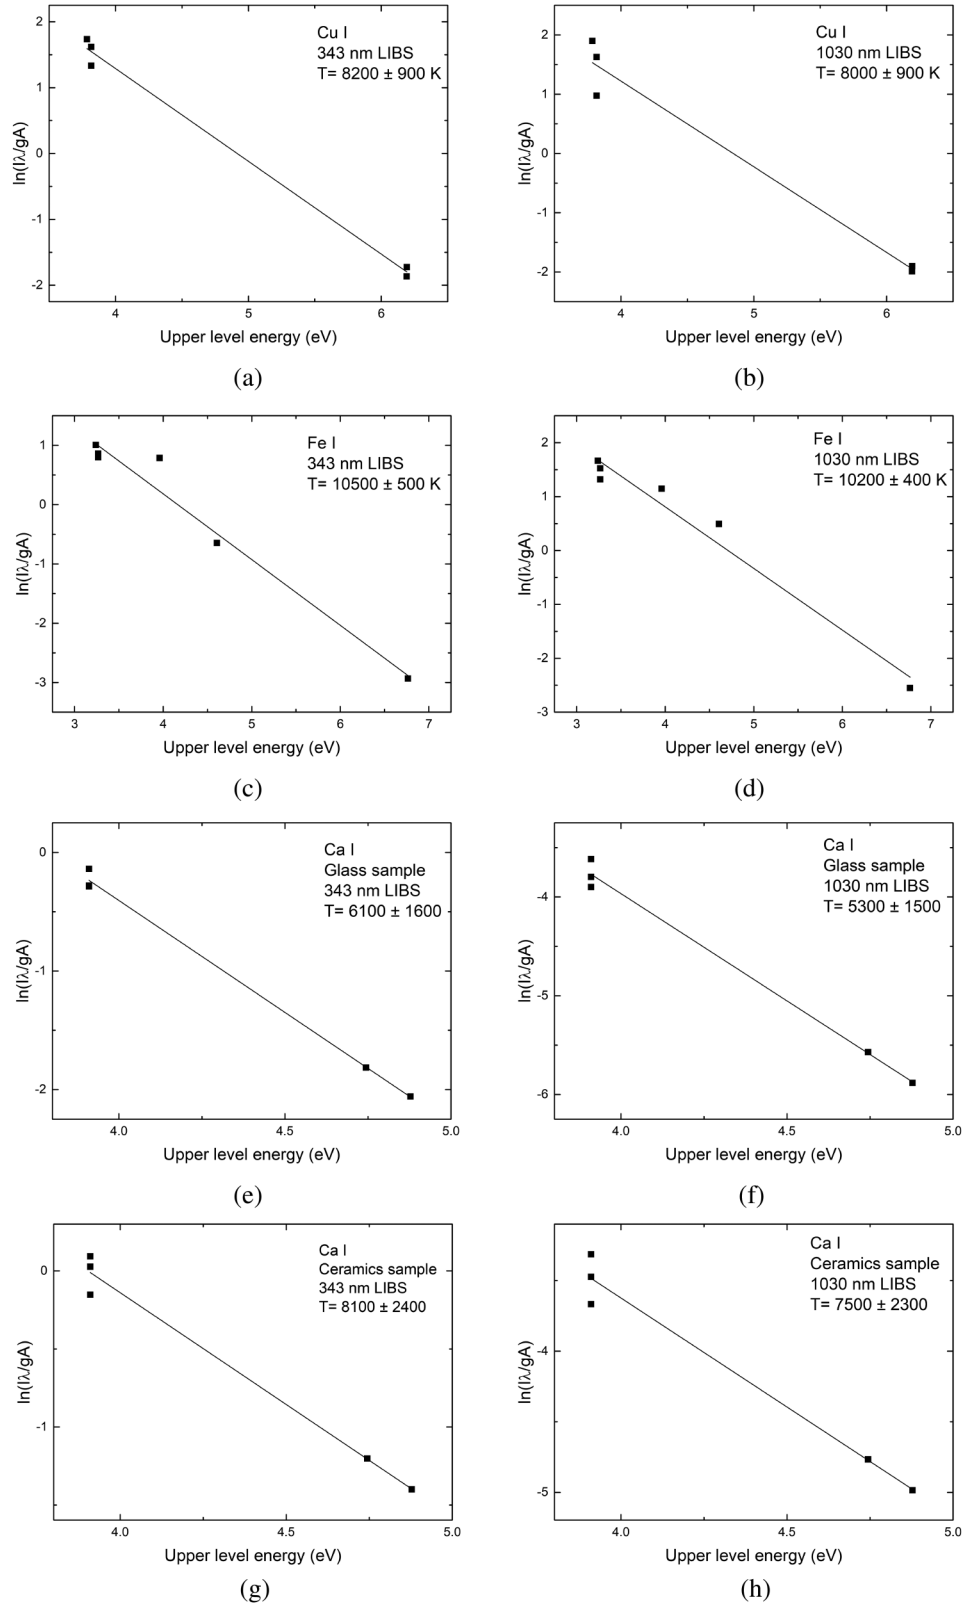 Cu I
343 nm LIBS
T= 8200 ± 900 K
2
1
0
-1
-2
ln(Iλ/gA)
4 5 6
Upper level energy (eV)
(a)
Cu I
1030 nm LIBS
T= 8000 ± 900 K
2
1
0
-1
-2
ln(Iλ/gA)
4 5 6
Upper level energy (eV)
(b)
Fe I
343 nm LIBS
T= 10500 ± 500 K
1
0
-1
-2
-3
ln(Iλ/gA)
3 4 5 6 7
Upper level energy (eV)
(c)
Fe I
1030 nm LIBS
T= 10200 ± 400 K
2
1
0
-1
-2
-3
ln(Iλ/gA)
3 4 5 6 7
Upper level energy (eV)
(d)
Ca I
Glass sample
343 nm LIBS
T= 6100 ± 1600
0
-1
-2
ln(Iλ/gA)
4.0 4.5 5.0
Upper level energy (eV)
(e)
Ca I
Glass sample
1030 nm LIBS
T= 5300 ± 1500
-4
-5
-6
ln(Iλ/gA)
4.0 4.5 5.0
Upper level energy (eV)
(f)
Ca I
Ceramics sample
343 nm LIBS
T= 8100 ± 2400
0
-1
ln(Iλ/gA)
4.0 4.5 5.0
Upper level energy (eV)
(g)
Ca I
Ceramics sample
1030 nm LIBS
T= 7500 ± 2300
-4
-5
ln(Iλ/gA)
4.0 4.5 5.0
Upper level energy (eV)
(h)